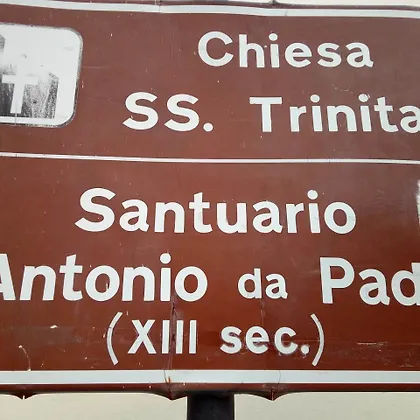 Chiesa
SS. Trinita
Santuario
Antonio da Pad
(XIII sec.)